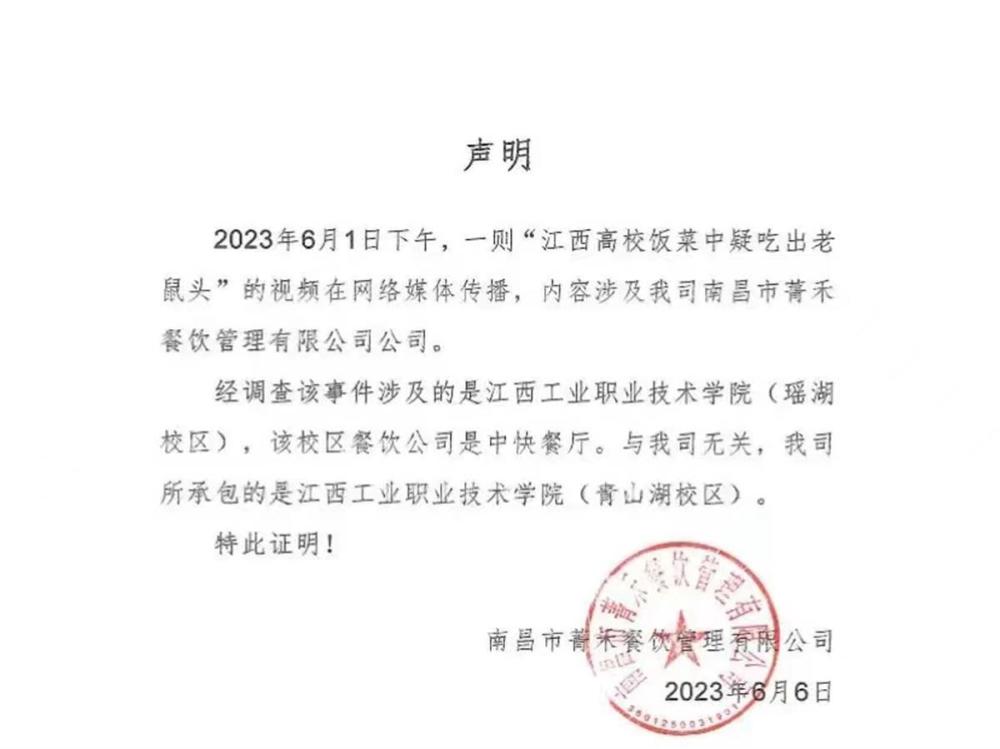 声明
2023年6月1日下午，一则“江西高校饭菜中疑吃出老
鼠头”的视频在网络媒体传播，内容涉及我司南昌市菁禾
餐饮管理有限公司公司。
经调查该事件涉及的是江西工业职业技术学院（瑶湖
校区），该校区餐饮公司是中快餐厅。与我司无关，我司
所承包的是江西工业职业技术学院（青山湖校区）。
特此证明！
南昌市菁禾餐饮管理有限公司
2023年6月6日
南昌市菁禾餐饮管理有限公司